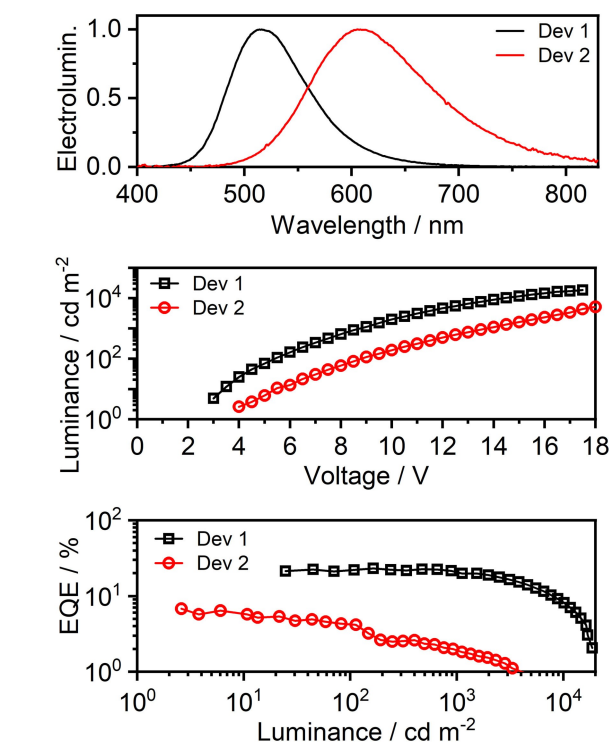 Electrolumin.
1.0
0.5
0.0
Dev 1
Dev 2
400 500 600 700 800
Wavelength / nm
Luminance / cd m⁻²
10⁴
10²
10⁰
Dev 1
Dev 2
0 2 4 6 8 10 12 14 16 18
Voltage / V
EQE / %
10²
10¹
10⁰
Dev 1
Dev 2
10⁰ 10¹ 10² 10³ 10⁴
Luminance / cd m⁻²